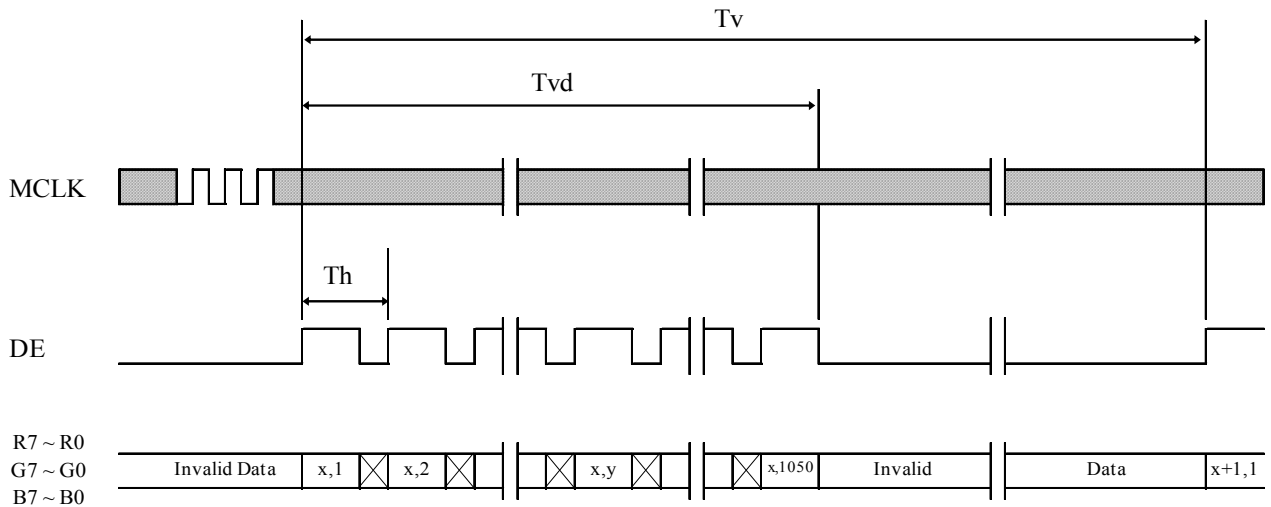 Tv
Tvd
MCLK
Th
DE
R7 ~ R0
G7 ~ G0
B7 ~ B0
Invalid Data
x,1
x,2
x,y
x,1050
Invalid
Data
x+1,1